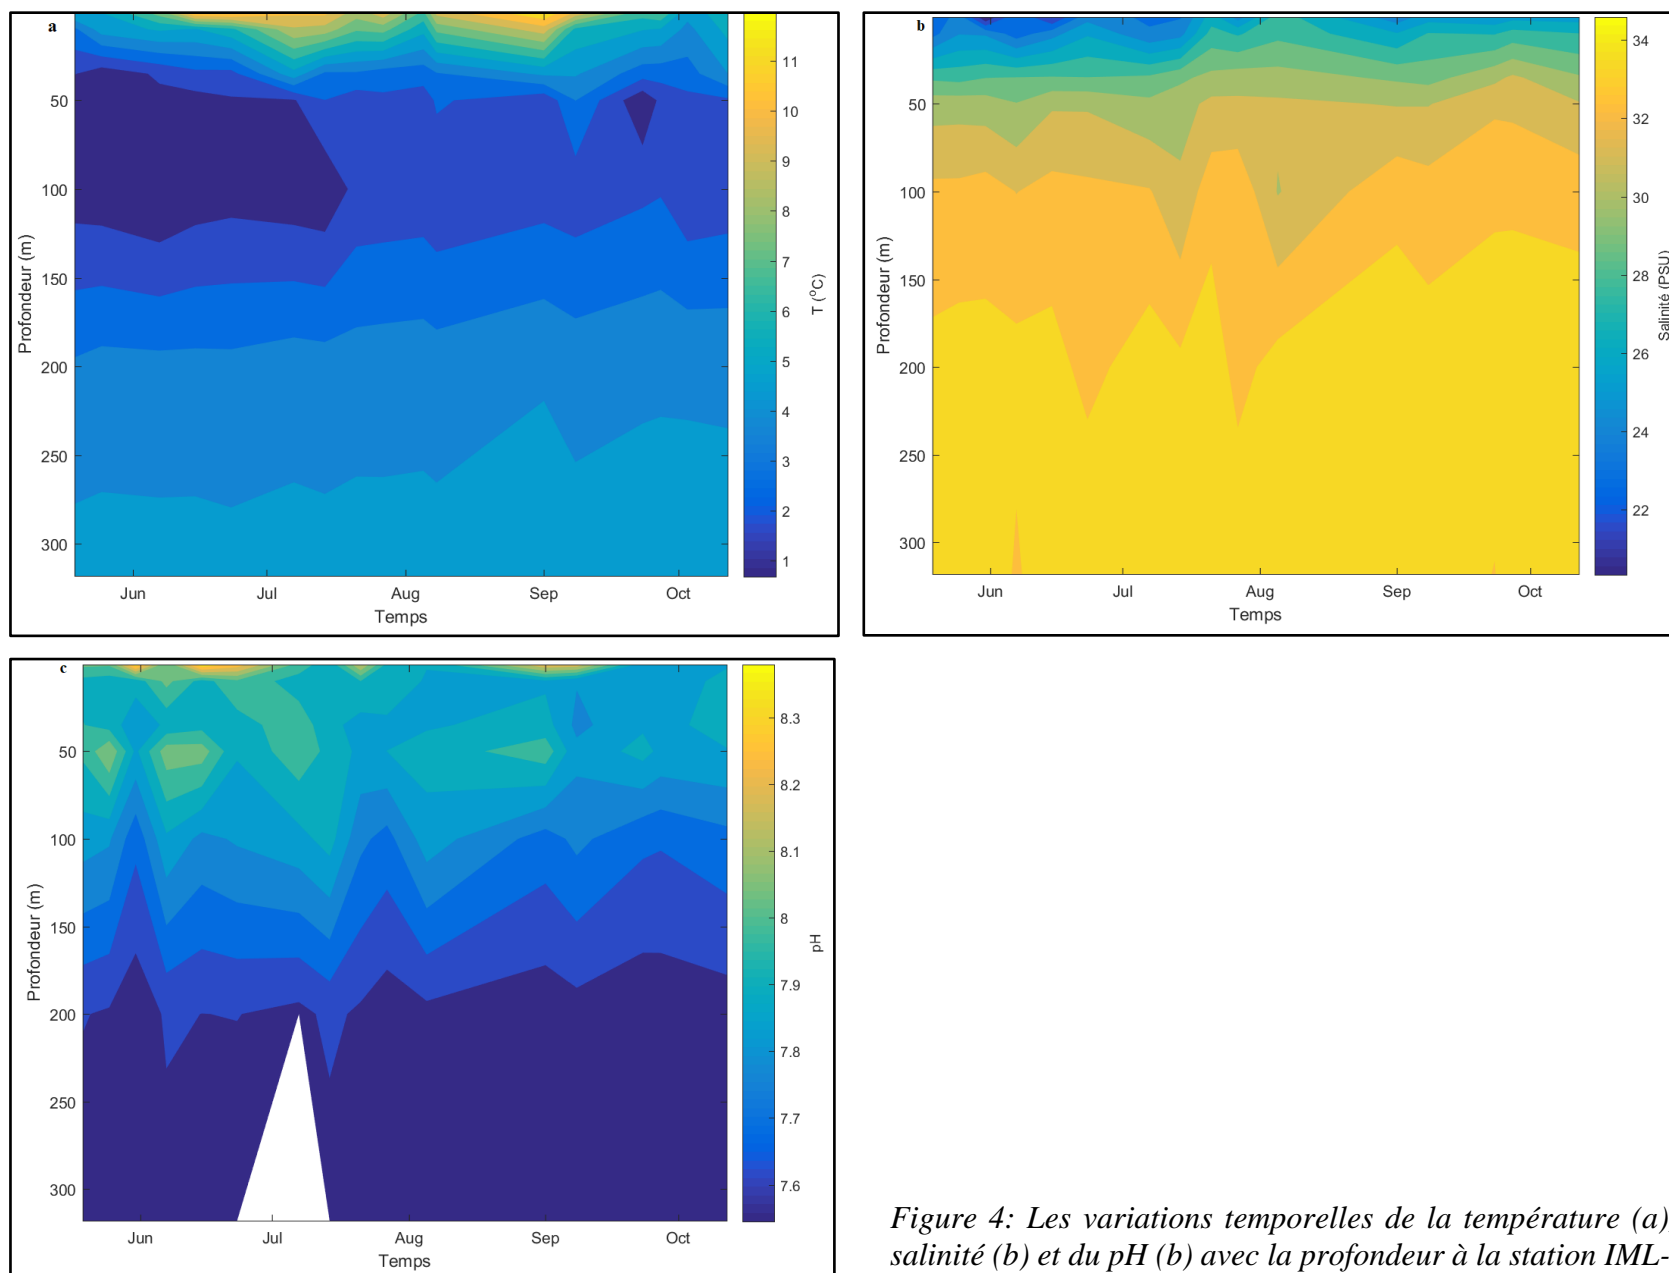 a
50
100
150
200
250
300
Profondeur (m)
Jun
Jul
Aug
Sep
Oct
Temps
11
10
9
8
7
6
5
4
3
2
1
T (°C)
b
50
100
150
200
250
300
Profondeur (m)
Jun
Jul
Aug
Sep
Oct
Temps
34
32
30
28
26
24
22
Salinité (PSU)
c
50
100
150
200
250
300
Profondeur (m)
Jun
Jul
Aug
Sep
Oct
Temps
8.3
8.2
8.1
8
7.9
7.8
7.7
7.6
pH
Figure 4: Les variations temporelles de la température (a)
salinité (b) et du pH (b) avec la profondeur à la station IML-